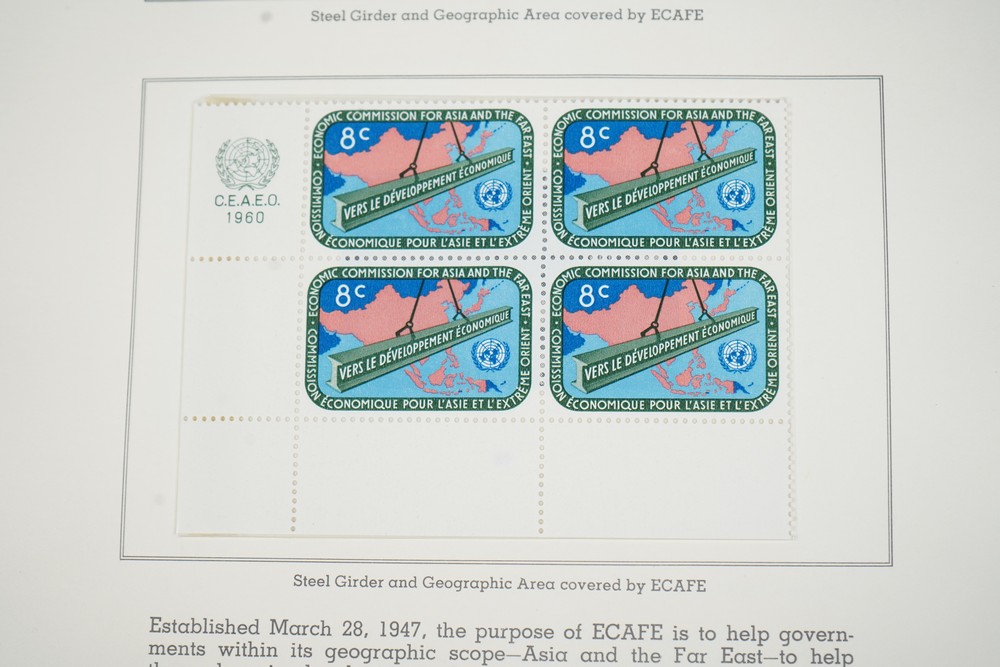 Steel Girder and Geographic Area covered by ECAFE
C.E.A.E.O.
1960
ECONOMIC COMMISSION FOR ASIA AND THE FAR EAST •
8c
VERS LE DÉVELOPPEMENT ÉCONOMIQUE
COMMISSION ÉCONOMIQUE POUR L'ASIE ET L'EXTRÊME ORIENT •
ECONOMIC COMMISSION FOR ASIA AND THE FAR EAST •
8c
VERS LE DÉVELOPPEMENT ÉCONOMIQUE
COMMISSION ÉCONOMIQUE POUR L'ASIE ET L'EXTRÊME ORIENT •
ECONOMIC COMMISSION FOR ASIA AND THE FAR EAST •
8c
VERS LE DÉVELOPPEMENT ÉCONOMIQUE
COMMISSION ÉCONOMIQUE POUR L'ASIE ET L'EXTRÊME ORIENT •
ECONOMIC COMMISSION FOR ASIA AND THE FAR EAST •
8c
VERS LE DÉVELOPPEMENT ÉCONOMIQUE
COMMISSION ÉCONOMIQUE POUR L'ASIE ET L'EXTRÊME ORIENT •
Steel Girder and Geographic Area covered by ECAFE
Established March 28, 1947, the purpose of ECAFE is to help govern-
ments within its geographic scope—Asia and the Far East—to help